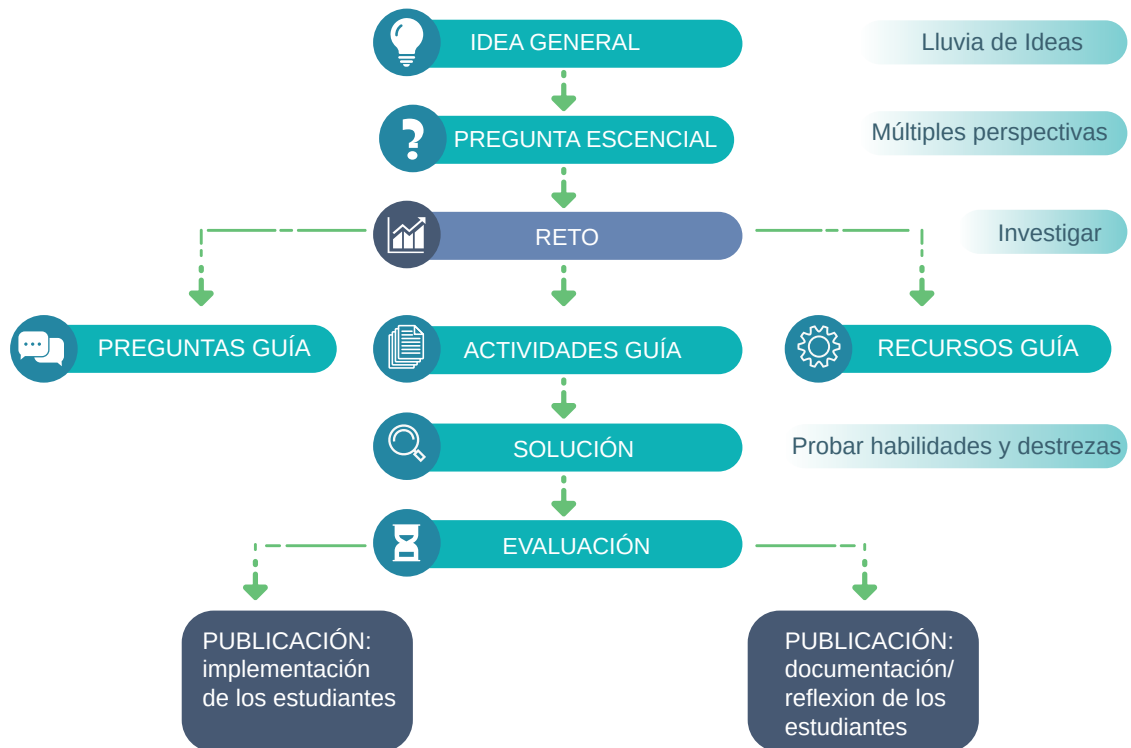 IDEA GENERAL
Lluvia de Ideas
PREGUNTA ESCENCIAL
Múltiples perspectivas
RETO
Investigar
PREGUNTAS GUÍA
ACTIVIDADES GUÍA
RECURSOS GUÍA
SOLUCIÓN
Probar habilidades y destrezas
EVALUACIÓN
PUBLICACIÓN:
implementación
de los estudiantes
PUBLICACIÓN:
documentación/
reflexion de los
estudiantes